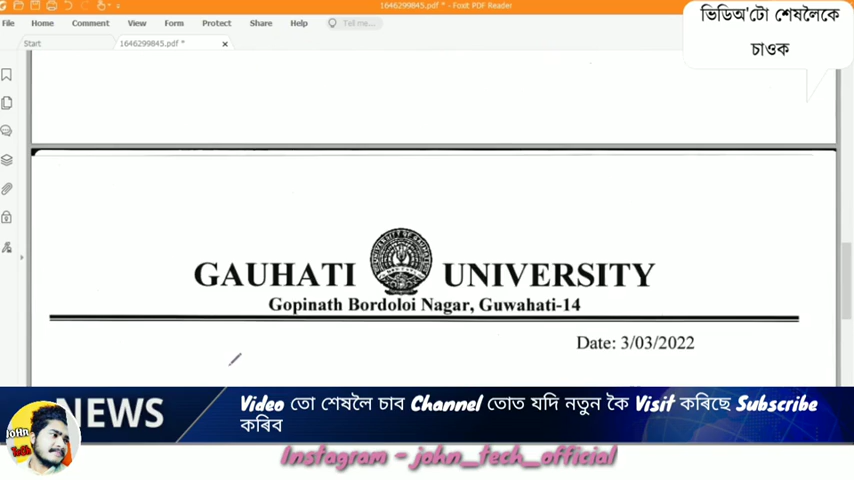 1646299845.pdf * - Foxit PDF Reader
File Home Comment View Form Protect Share Help Tell me...
ভিডিঅ'টো শেষলৈকে
চাওক
Start 1646299845.pdf *
GAUHATI UNIVERSITY
Gopinath Bordoloi Nagar, Guwahati-14
Date: 3/03/2022
NEWS
Video তো শেষলৈ চাব Channel তোত যদি নতুন কৈ Visit কৰিছে Subscribe
কৰিব
JoHn
Tech
Instagram - john_tech_official